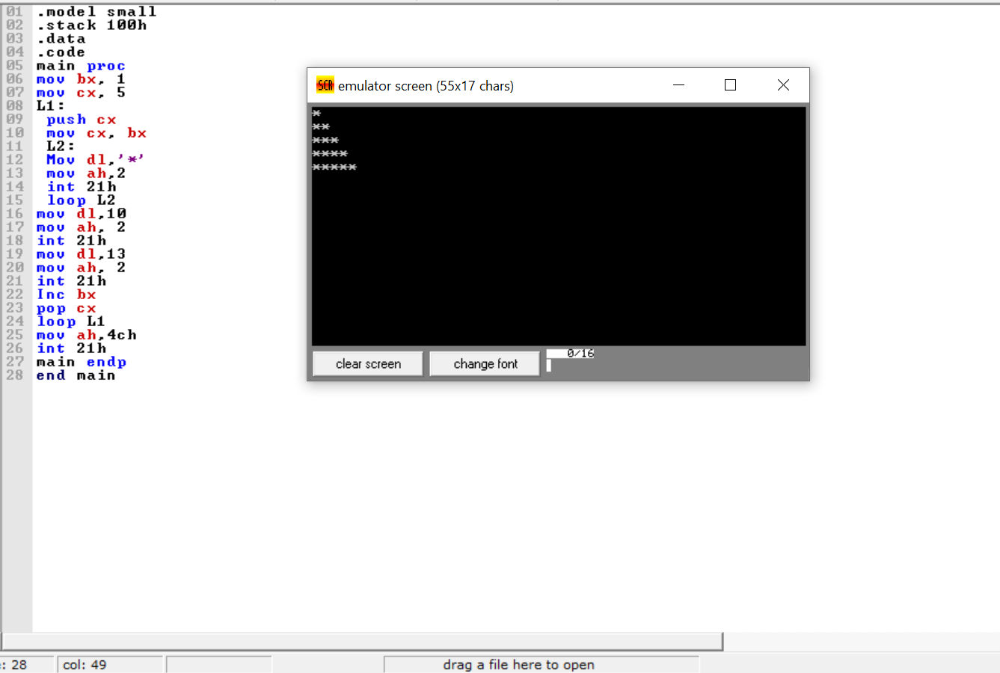 01 .model small
02 .stack 100h
03 .data
04 .code
05 main proc
06 mov bx, 1
07 mov cx, 5
08 L1:
09 push cx
10 mov cx, bx
11 L2:
12 Mov dl,'*'
13 mov ah,2
14 int 21h
15 loop L2
16 mov dl,10
17 mov ah, 2
18 int 21h
19 mov dl,13
20 mov ah, 2
21 int 21h
22 Inc bx
23 pop cx
24 loop L1
25 mov ah,4ch
26 int 21h
27 main endp
28 end main
SCR emulator screen (55x17 chars)
*
**
***
****
*****
clear screen change font 0/16
: 28 col: 49 drag a file here to open